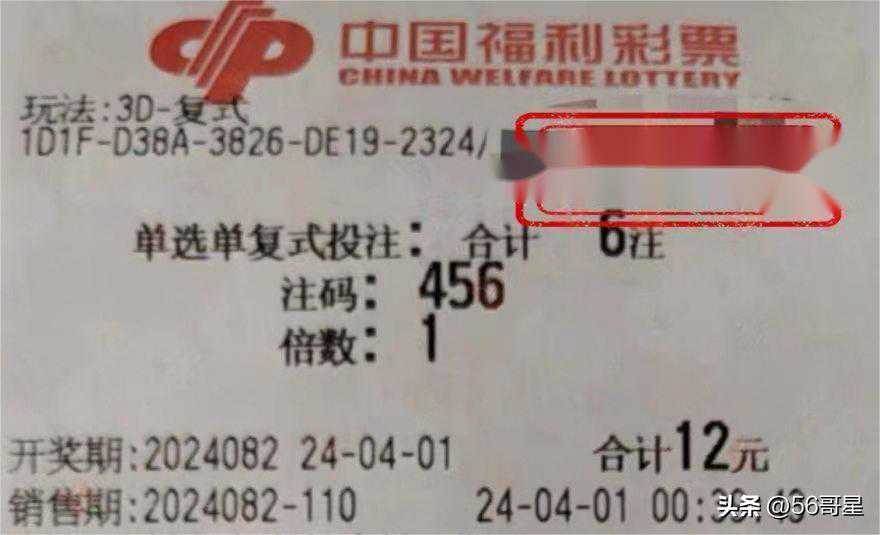 中国福利彩票
CHINA WELFARE LOTTERY
玩法:3D-复式
1D1F-D38A-3826-DE19-2324/
单选单复式投注: 合计 6注
注码: 456
倍数: 1
开奖期:2024082 24-04-01 合计12元
销售期:2024082-110 24-04-01
头条 @56哥星